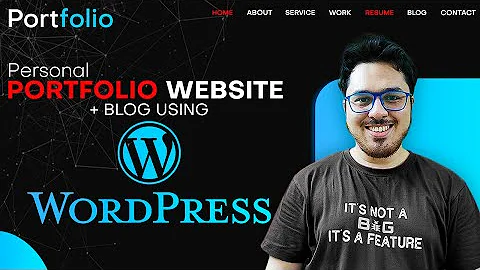 Portfolio
HOME ABOUT SERVICE WORK RESUME BLOG CONTACT
Personal
PORTFOLIO WEBSITE
+ BLOG USING
W
WORDPRESS
IT'S NOT A
BUG
IT'S A FEATURE